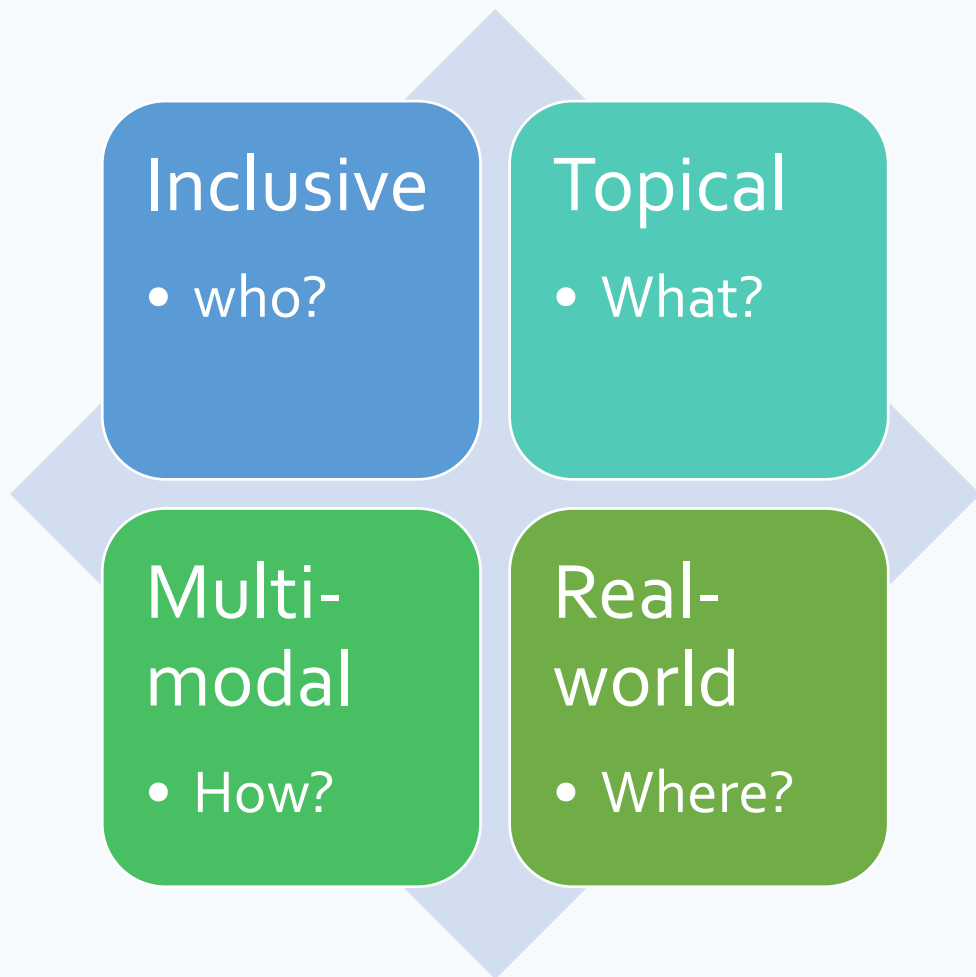 Inclusive
• who?
Topical
• What?
Multi-
modal
• How?
Real-
world
• Where?